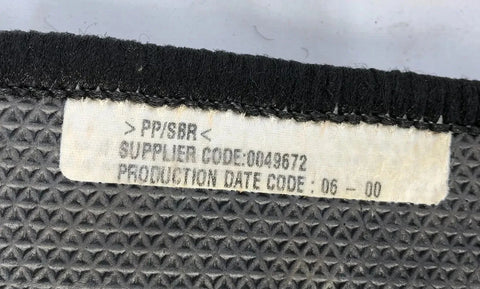 > PP/SBR <
SUPPLIER CODE:0049672
PRODUCTION DATE CODE : 06 - 00